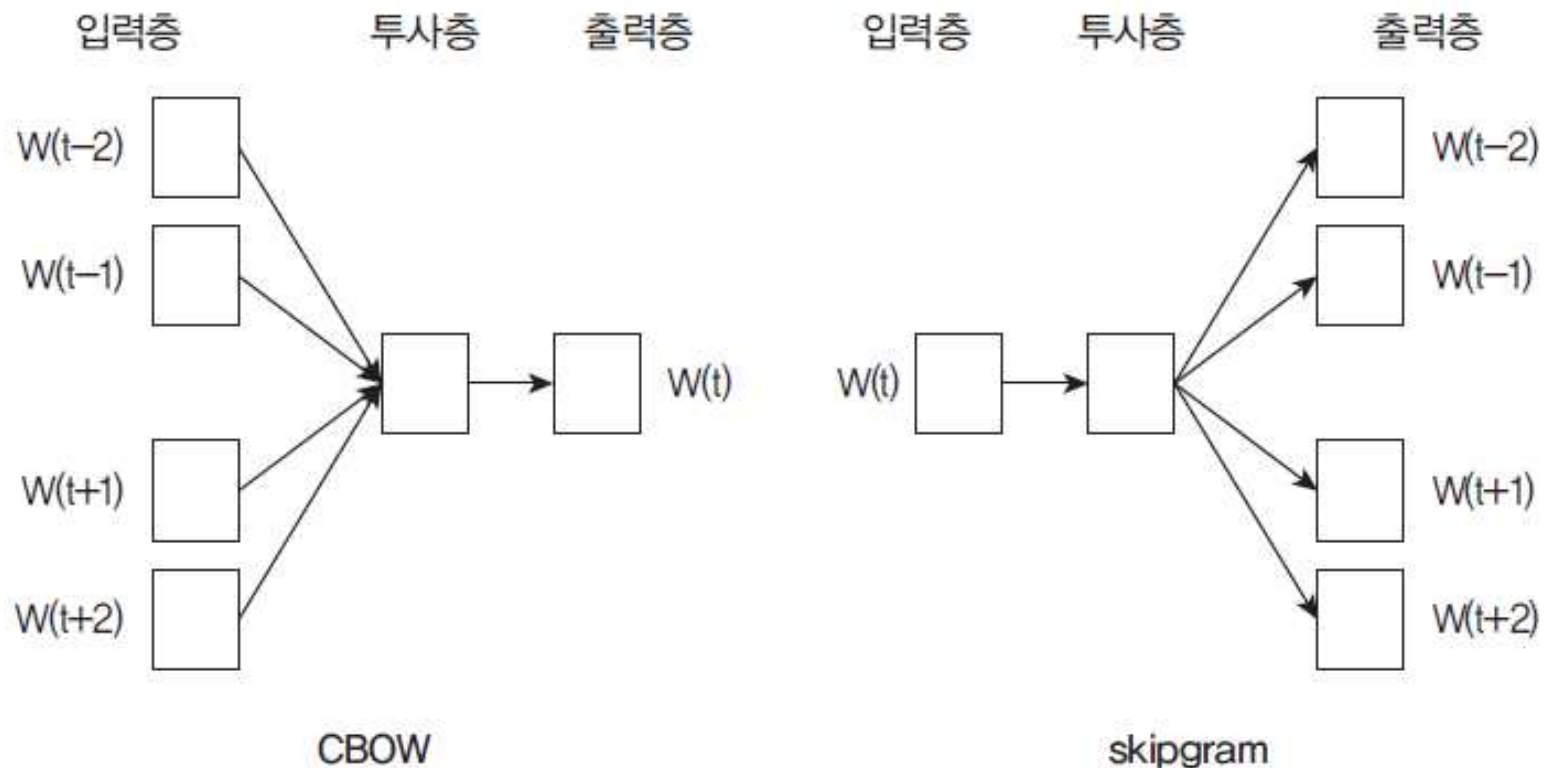 입력층 투사층 출력층 입력층 투사층 출력층
W(t−2) W(t−2)
W(t−1) W(t−1)
W(t) W(t)
W(t+1) W(t+1)
W(t+2) W(t+2)
CBOW skipgram